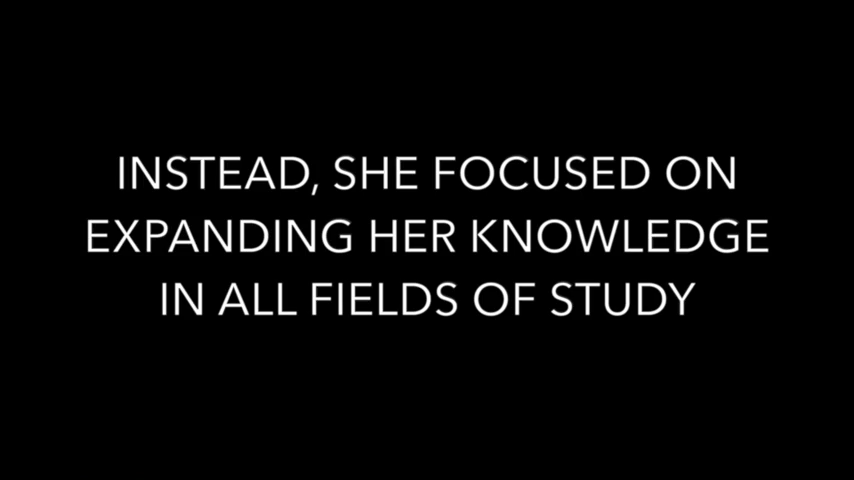 INSTEAD, SHE FOCUSED ON
EXPANDING HER KNOWLEDGE
IN ALL FIELDS OF STUDY